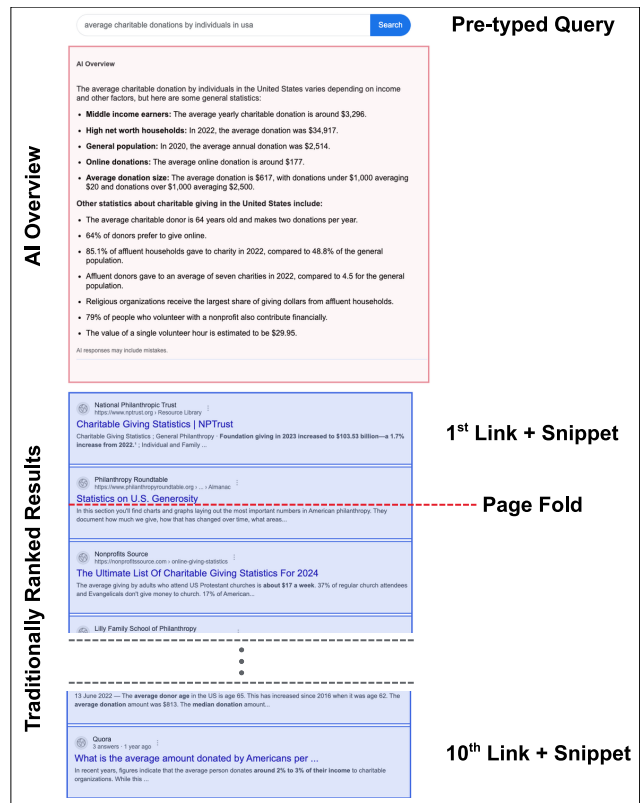 average charitable donations by individuals in usa
Search
Pre-typed Query
AI Overview
AI Overview
The average charitable donation by individuals in the United States varies depending on income
and other factors, but here are some general statistics:
• Middle income earners: The average yearly charitable donation is around $3,296.
• High net worth households: In 2022, the average donation was $34,917.
• General population: In 2020, the average annual donation was $2,514.
• Online donations: The average online donation is around $177.
• Average donation size: The average donation is $617, with donations under $1,000 averaging
$20 and donations over $1,000 averaging $2,500.
Other statistics about charitable giving in the United States include:
• The average charitable donor is 64 years old and makes two donations per year.
• 64% of donors prefer to give online.
• 85.1% of affluent households gave to charity in 2022, compared to 48.8% of the general
population.
• Affluent donors gave to an average of seven charities in 2022, compared to 4.5 for the general
population.
• Religious organizations receive the largest share of giving dollars from affluent households.
• 79% of people who volunteer with a nonprofit also contribute financially.
• The value of a single volunteer hour is estimated to be $29.95.
AI responses may include mistakes.
Traditionally Ranked Results
National Philanthropic Trust
https://www.nptrust.org › Resource Library
Charitable Giving Statistics | NPTrust
Charitable Giving Statistics ; General Philanthropy · Foundation giving in 2023 increased to $103.53 billion—a 1.7%
increase from 2022.¹ ; Individual and Family ...
1st Link + Snippet
Philanthropy Roundtable
https://www.philanthropyroundtable.org › ... › Almanac
Statistics on U.S. Generosity
Page Fold
In this section you'll find charts and graphs laying out the most important numbers in American philanthropy. They
document how much we give, how that has changed over time, what areas...
Nonprofits Source
https://nonprofitssource.com › online-giving-statistics
The Ultimate List Of Charitable Giving Statistics For 2024
The average giving by adults who attend US Protestant churches is about $17 a week. 37% of regular church attendees
and Evangelicals don't give money to church. 17% of American...
Lilly Family School of Philanthropy
13 June 2022 — The average donor age in the US is age 65. This has increased since 2016 when it was age 62. The
average donation amount was $813. The median donation amount...
Quora
3 answers · 1 year ago
What is the average amount donated by Americans per ...
In recent years, figures indicate that the average person donates around 2% to 3% of their income to charitable
organizations. While this ...
10th Link + Snippet